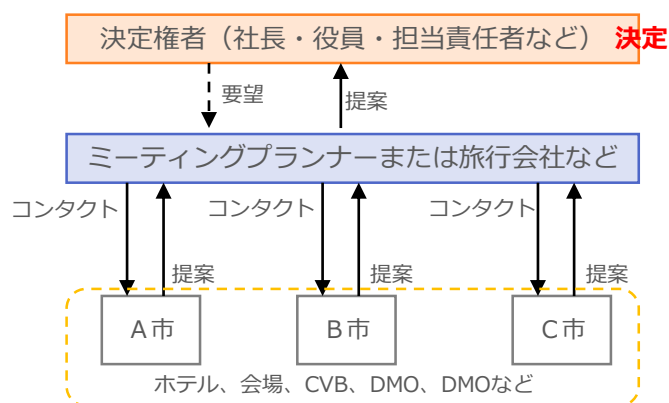 決定権者（社長・役員・担当責任者など） 決定
要望
提案
ミーティングプランナーまたは旅行会社など
コンタクト コンタクト コンタクト
提案 提案 提案
A市 B市 C市
ホテル、会場、CVB、DMO、DMOなど